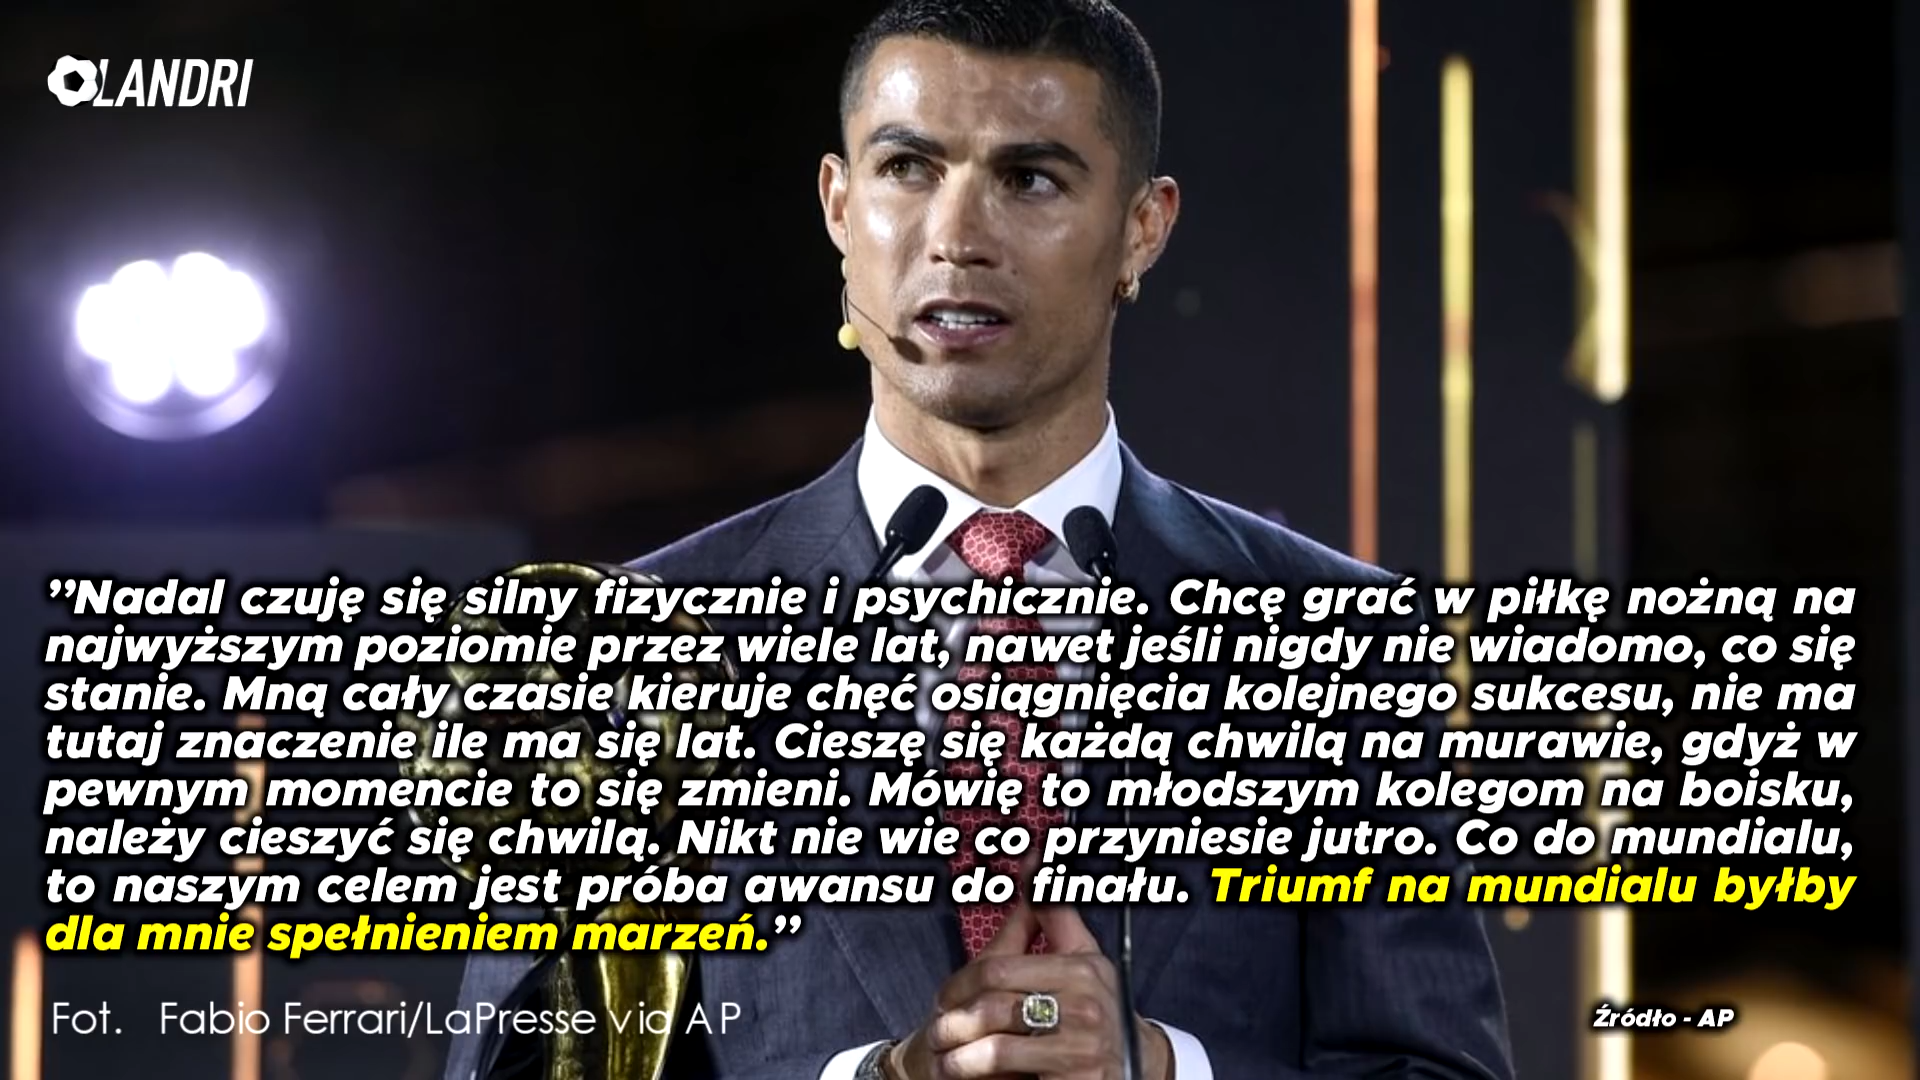 OLANDRI
”Nadal czuję się silny fizycznie i psychicznie. Chcę grać w piłkę nożną na
najwyższym poziomie przez wiele lat, nawet jeśli nigdy nie wiadomo, co się
stanie. Mną cały czasie kieruje chęć osiągnięcia kolejnego sukcesu, nie ma
tutaj znaczenie ile ma się lat. Cieszę się każdą chwilą na murawie, gdyż w
pewnym momencie to się zmieni. Mówię to młodszym kolegom na boisku,
należy cieszyć się chwilą. Nikt nie wie co przyniesie jutro. Co do mundialu,
to naszym celem jest próba awansu do finału. Triumf na mundialu byłby
dla mnie spełnieniem marzeń.”
Fot. Fabio Ferrari/LaPresse via AP
Źródło - AP